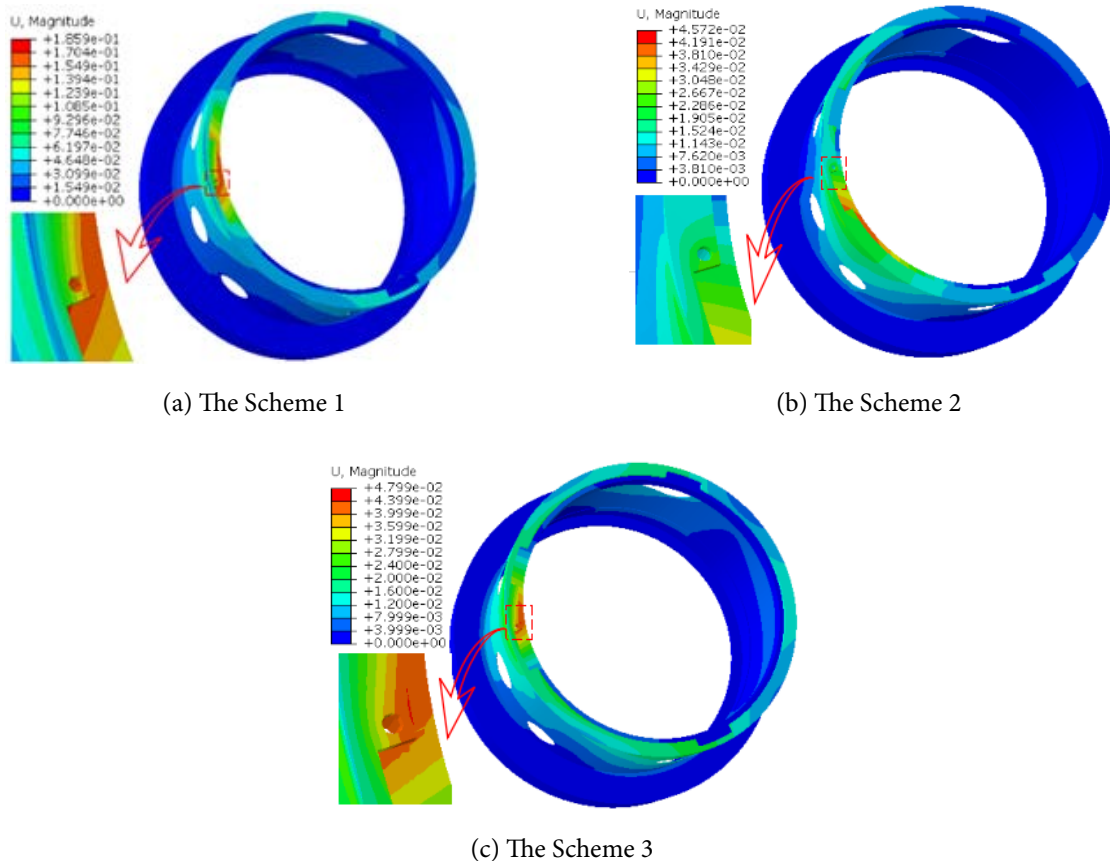 U, Magnitude
+1.859e-01
+1.704e-01
+1.549e-01
+1.394e-01
+1.239e-01
+1.085e-01
+9.296e-02
+7.746e-02
+6.197e-02
+4.648e-02
+3.099e-02
+1.549e-02
+0.000e+00
(a) The Scheme 1
U, Magnitude
+4.572e-02
+4.191e-02
+3.810e-02
+3.429e-02
+3.048e-02
+2.667e-02
+2.286e-02
+1.905e-02
+1.524e-02
+1.143e-02
+7.620e-03
+3.810e-03
+0.000e+00
(b) The Scheme 2
U, Magnitude
+4.799e-02
+4.399e-02
+3.999e-02
+3.599e-02
+3.199e-02
+2.799e-02
+2.400e-02
+2.000e-02
+1.600e-02
+1.200e-02
+7.999e-03
+3.999e-03
+0.000e+00
(c) The Scheme 3